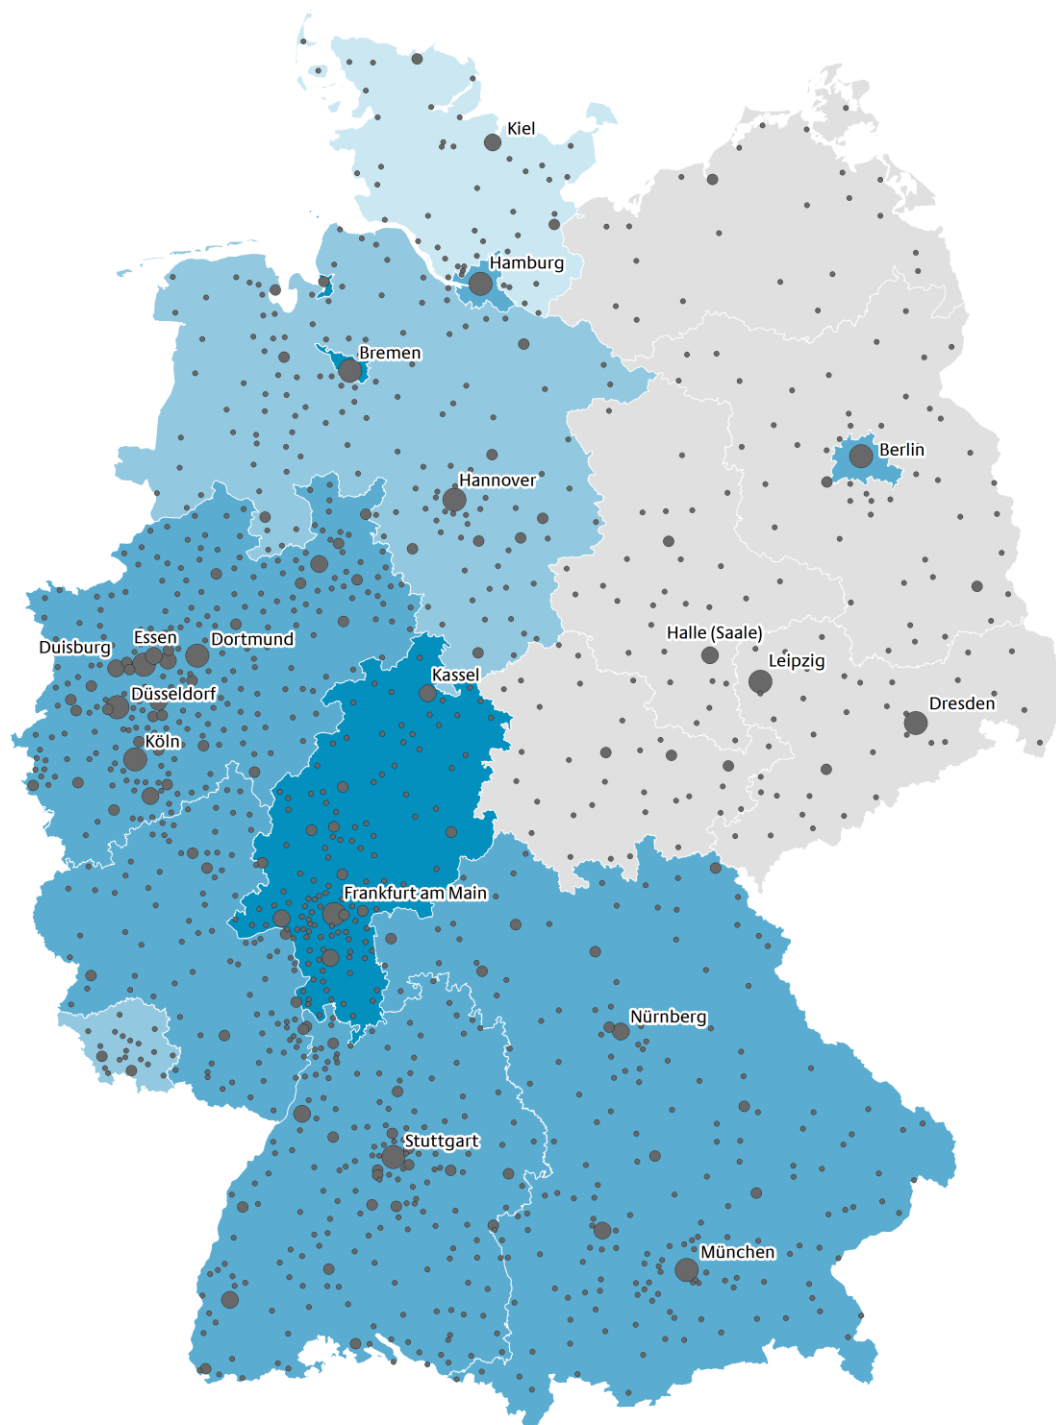 Kiel
Hamburg
Bremen
Berlin
Hannover
Essen
Dortmund
Duisburg
Halle (Saale)
Leipzig
Kassel
Düsseldorf
Dresden
Köln
Frankfurt am Main
Nürnberg
Stuttgart
München